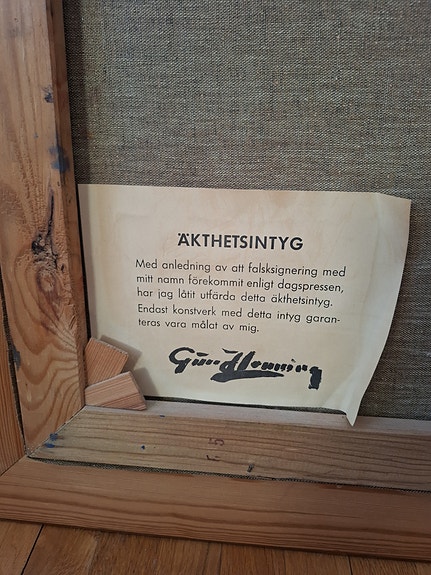 ÄKTHETSINTYG
Med anledning av att falsksignering med
mitt namn förekommit enligt dagspressen,
har jag låtit utfärda detta äkthetsintyg.
Endast konstverk med detta intyg garan-
teras vara målat av mig.